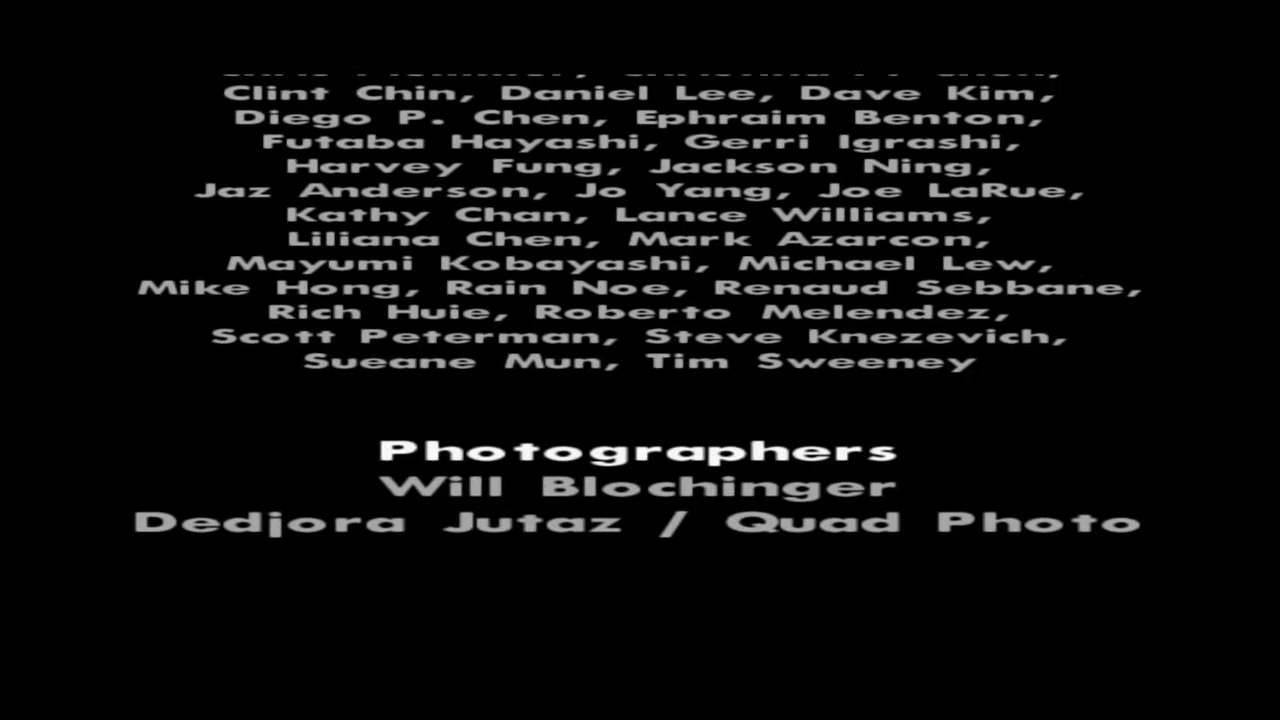 Clint Chin, Daniel Lee, Dave Kim,
Diego P. Chen, Ephraim Benton,
Futaba Hayashi, Gerri Igrashi,
Harvey Fung, Jackson Ning,
Jaz Anderson, Jo Yang, Joe LaRue,
Kathy Chan, Lance Williams,
Liliana Chen, Mark Azarcon,
Mayumi Kobayashi, Michael Lew,
Mike Hong, Rain Noe, Renaud Sebbane,
Rich Huie, Roberto Melendez,
Scott Peterman, Steve Knezevich,
Sueane Mun, Tim Sweeney
Photographers
Will Blochinger
Dedjora Jutaz / Quad Photo